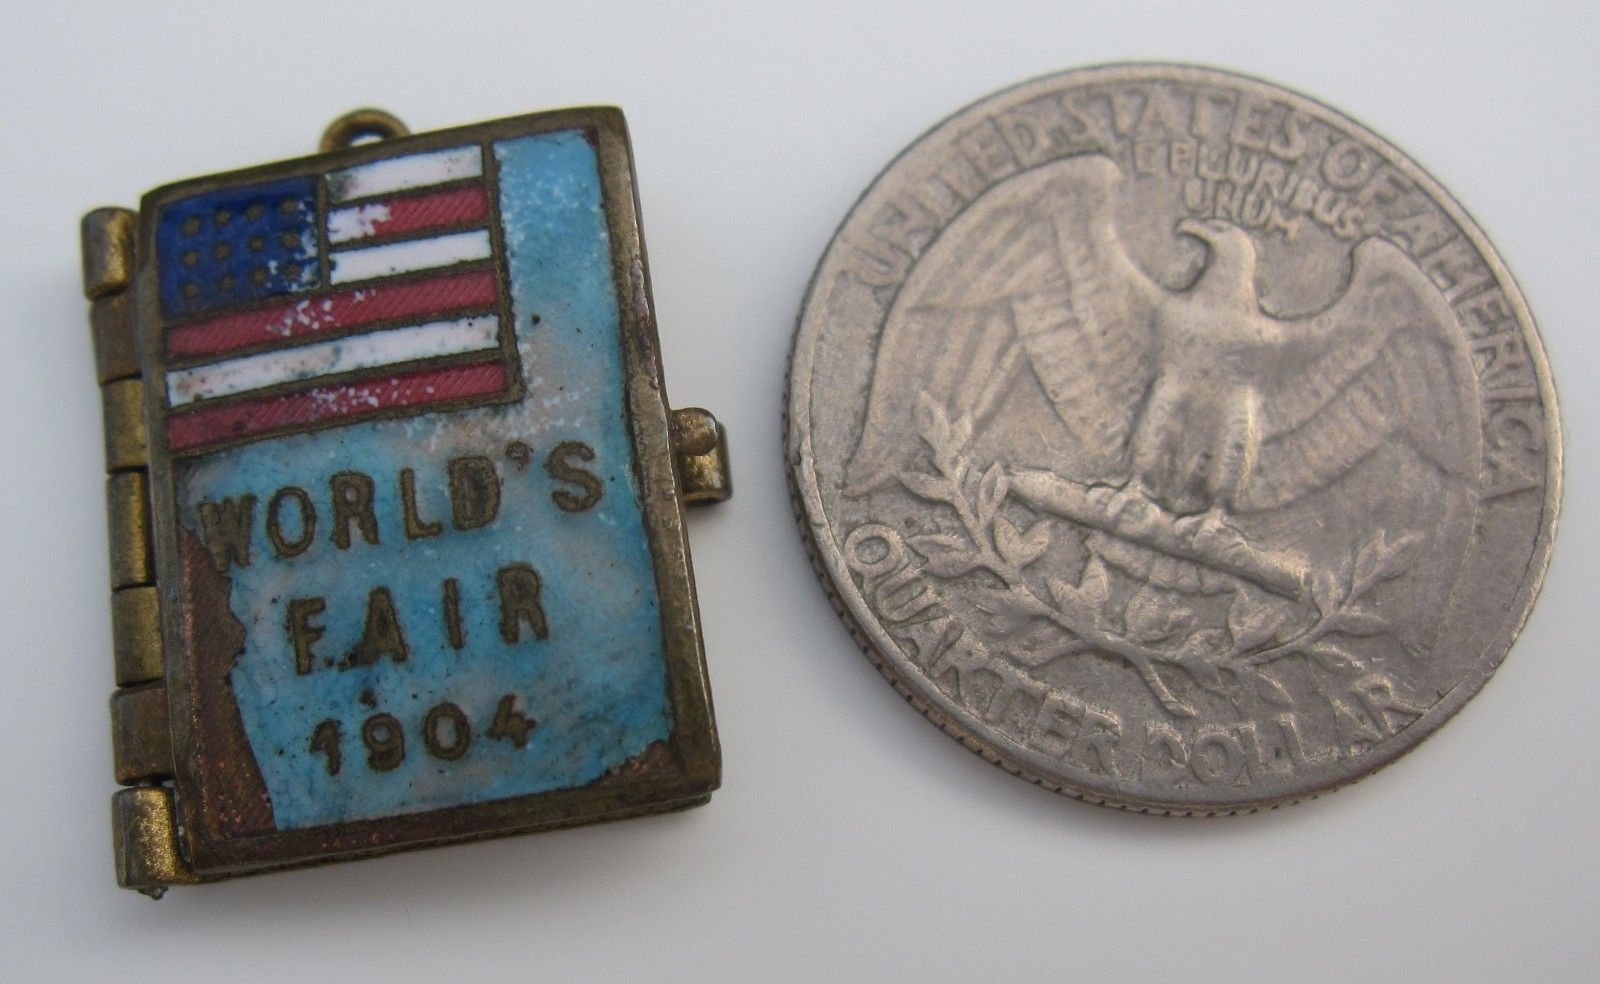 WORLD'S
FAIR
1904
UNITED STATES OF AMERICA
E PLURIBUS
UNUM
QUARTER DOLLAR